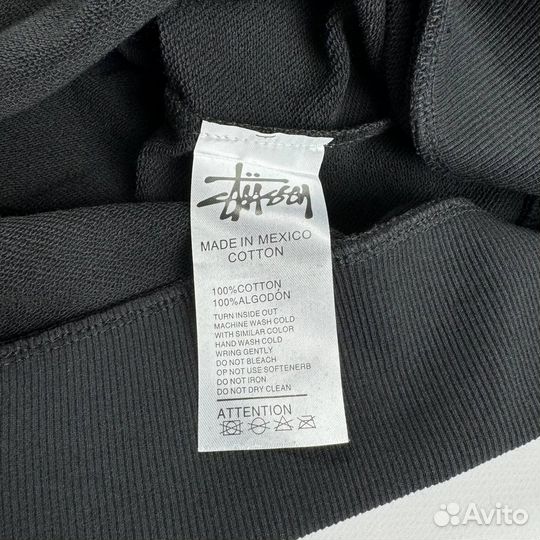 Stüssy
MADE IN MEXICO
COTTON
100%COTTON
100%ALGODÓN
TURN INSIDE OUT
MACHINE WASH COLD
WITH SIMILAR COLOR
HAND WASH COLD
WRING GENTLY
DO NOT BLEACH
OP NOT USE SOFTENERB
DO NOT IRON
DO NOT DRY CLEAN
ATTENTION
Avito